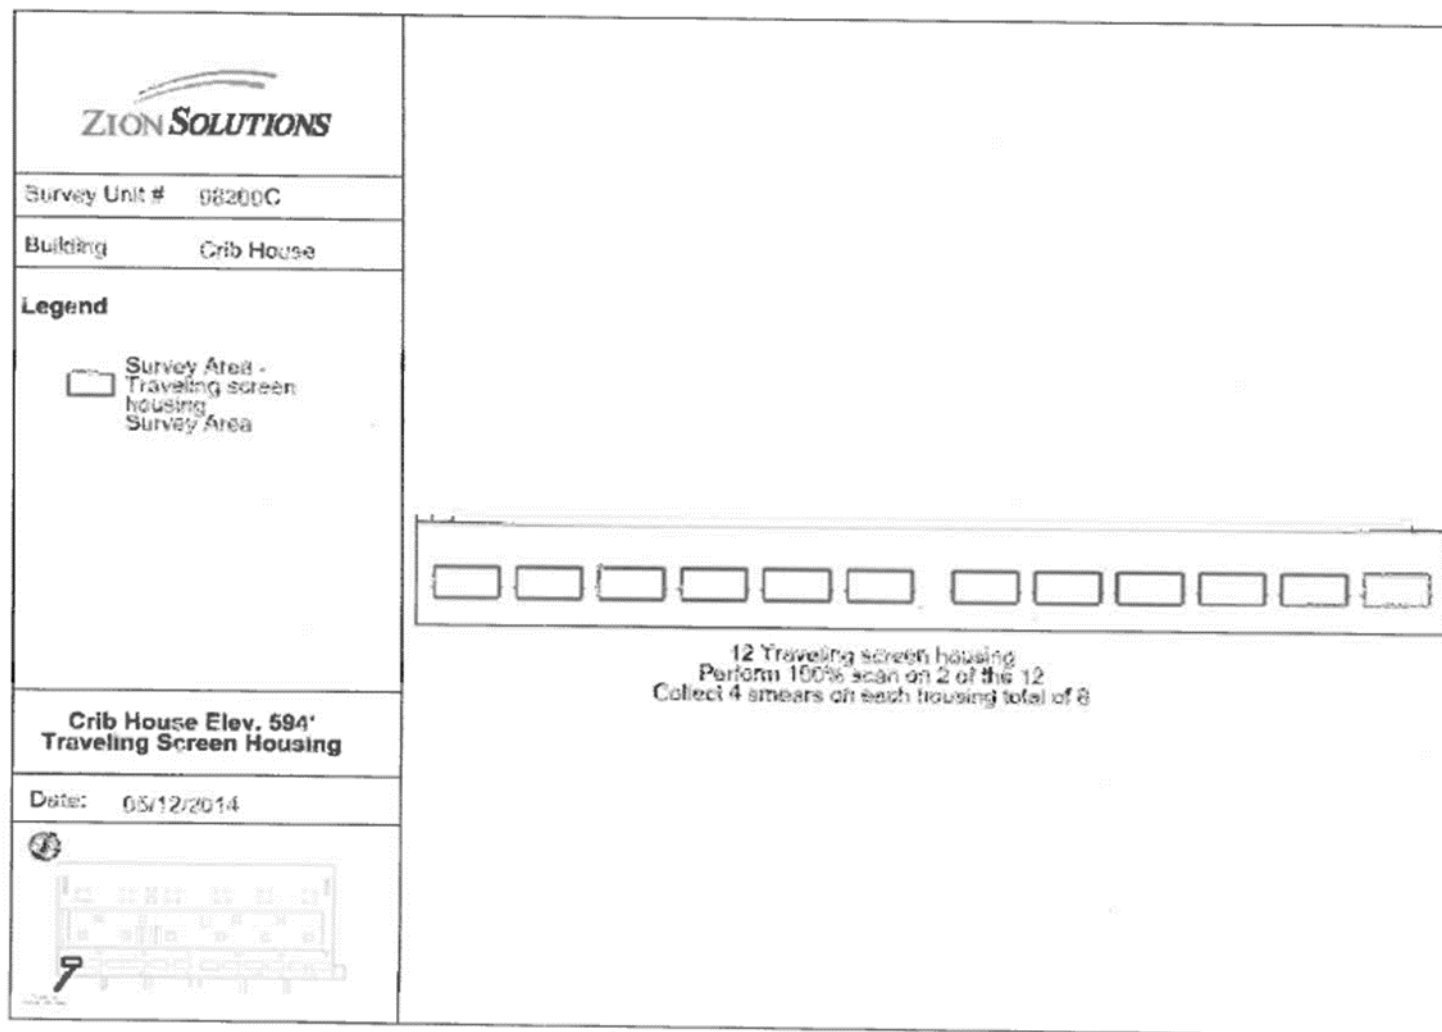 ZION SOLUTIONS
Survey Unit # 08200C
Building Crib House
Legend
Survey Area -
Traveling screen
housing
Survey Area
12 Traveling screen housing
Perform 100% scan on 2 of the 12
Collect 4 smears on each housing total of 8
Crib House Elev. 594'
Traveling Screen Housing
Date: 05/12/2014